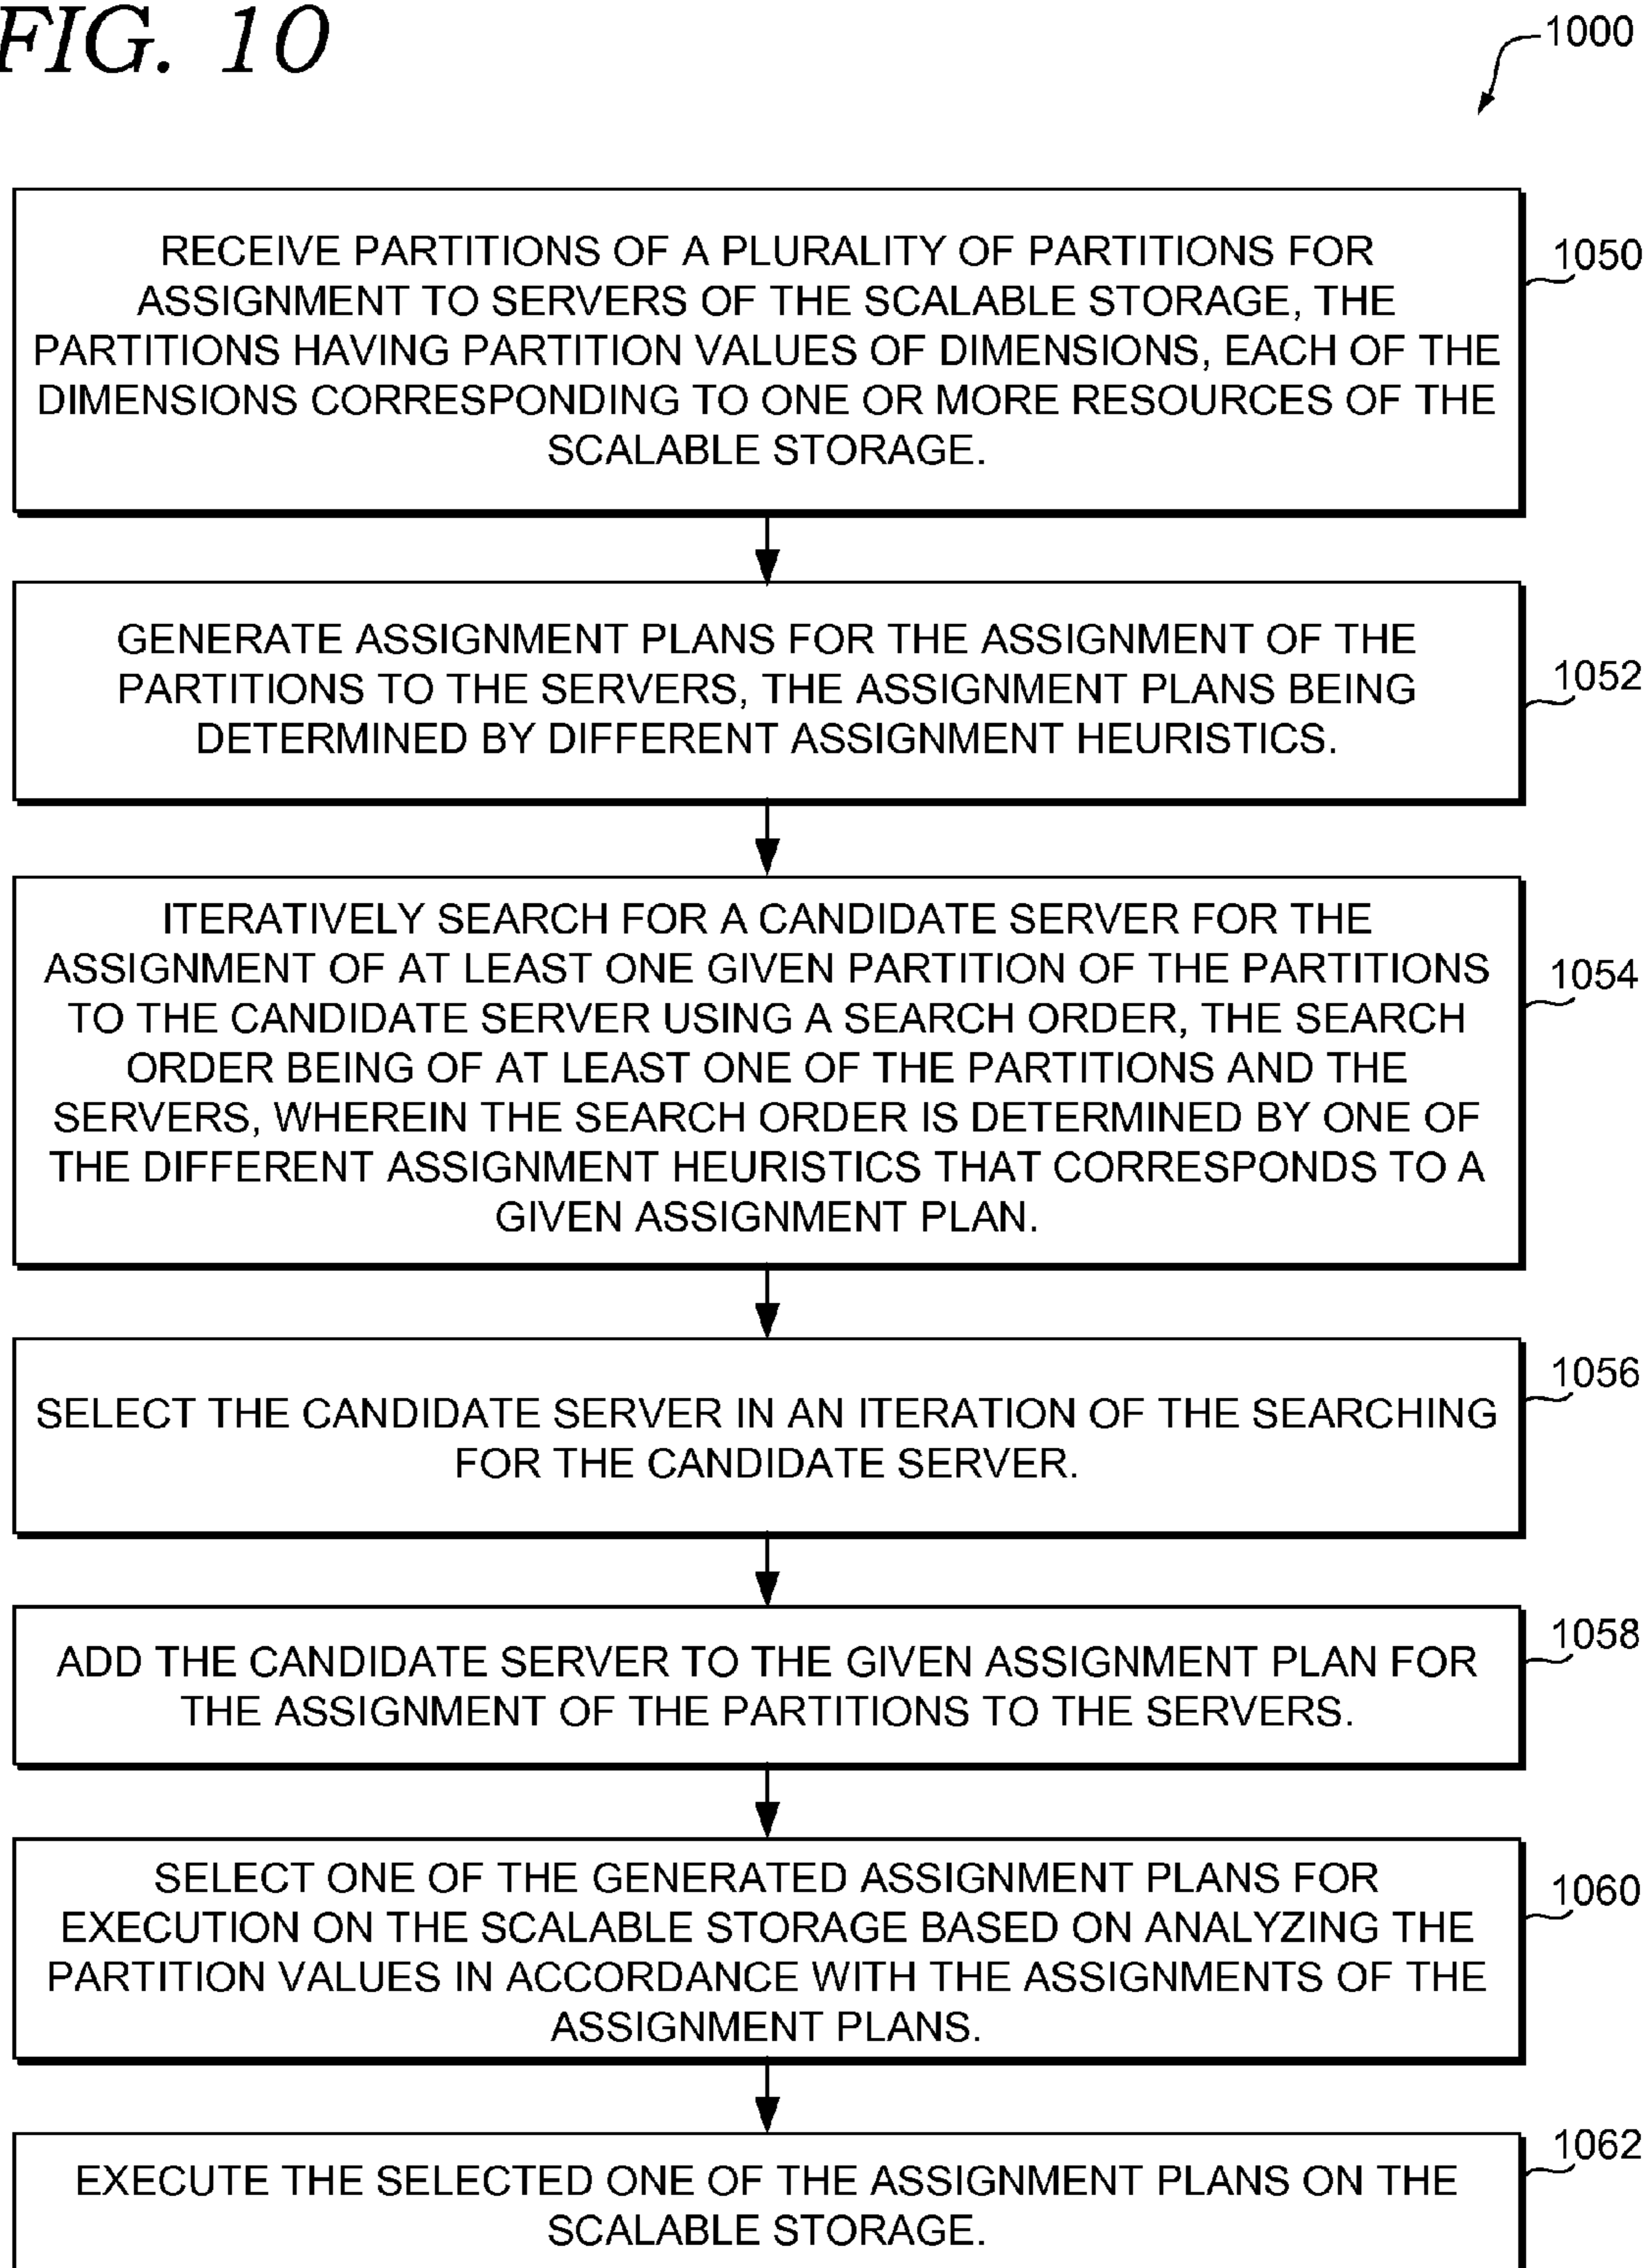 FIG. 10
1000
RECEIVE PARTITIONS OF A PLURALITY OF PARTITIONS FOR
ASSIGNMENT TO SERVERS OF THE SCALABLE STORAGE, THE
PARTITIONS HAVING PARTITION VALUES OF DIMENSIONS, EACH OF THE
DIMENSIONS CORRESPONDING TO ONE OR MORE RESOURCES OF THE
SCALABLE STORAGE.
1050
GENERATE ASSIGNMENT PLANS FOR THE ASSIGNMENT OF THE
PARTITIONS TO THE SERVERS, THE ASSIGNMENT PLANS BEING
DETERMINED BY DIFFERENT ASSIGNMENT HEURISTICS.
1052
ITERATIVELY SEARCH FOR A CANDIDATE SERVER FOR THE
ASSIGNMENT OF AT LEAST ONE GIVEN PARTITION OF THE PARTITIONS
TO THE CANDIDATE SERVER USING A SEARCH ORDER, THE SEARCH
ORDER BEING OF AT LEAST ONE OF THE PARTITIONS AND THE
SERVERS, WHEREIN THE SEARCH ORDER IS DETERMINED BY ONE OF
THE DIFFERENT ASSIGNMENT HEURISTICS THAT CORRESPONDS TO A
GIVEN ASSIGNMENT PLAN.
1054
SELECT THE CANDIDATE SERVER IN AN ITERATION OF THE SEARCHING
FOR THE CANDIDATE SERVER.
1056
ADD THE CANDIDATE SERVER TO THE GIVEN ASSIGNMENT PLAN FOR
THE ASSIGNMENT OF THE PARTITIONS TO THE SERVERS.
1058
SELECT ONE OF THE GENERATED ASSIGNMENT PLANS FOR
EXECUTION ON THE SCALABLE STORAGE BASED ON ANALYZING THE
PARTITION VALUES IN ACCORDANCE WITH THE ASSIGNMENTS OF THE
ASSIGNMENT PLANS.
1060
EXECUTE THE SELECTED ONE OF THE ASSIGNMENT PLANS ON THE
SCALABLE STORAGE.
1062